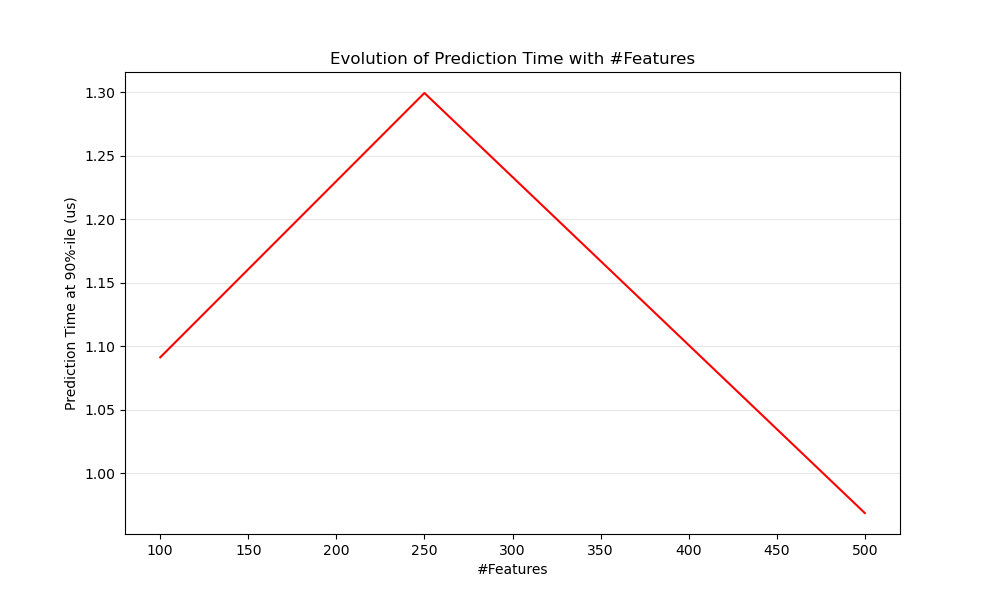 Evolution of Prediction Time with #Features
Prediction Time at 90%-ile (us)
1.30
1.25
1.20
1.15
1.10
1.05
1.00
100 150 200 250 300 350 400 450 500
#Features